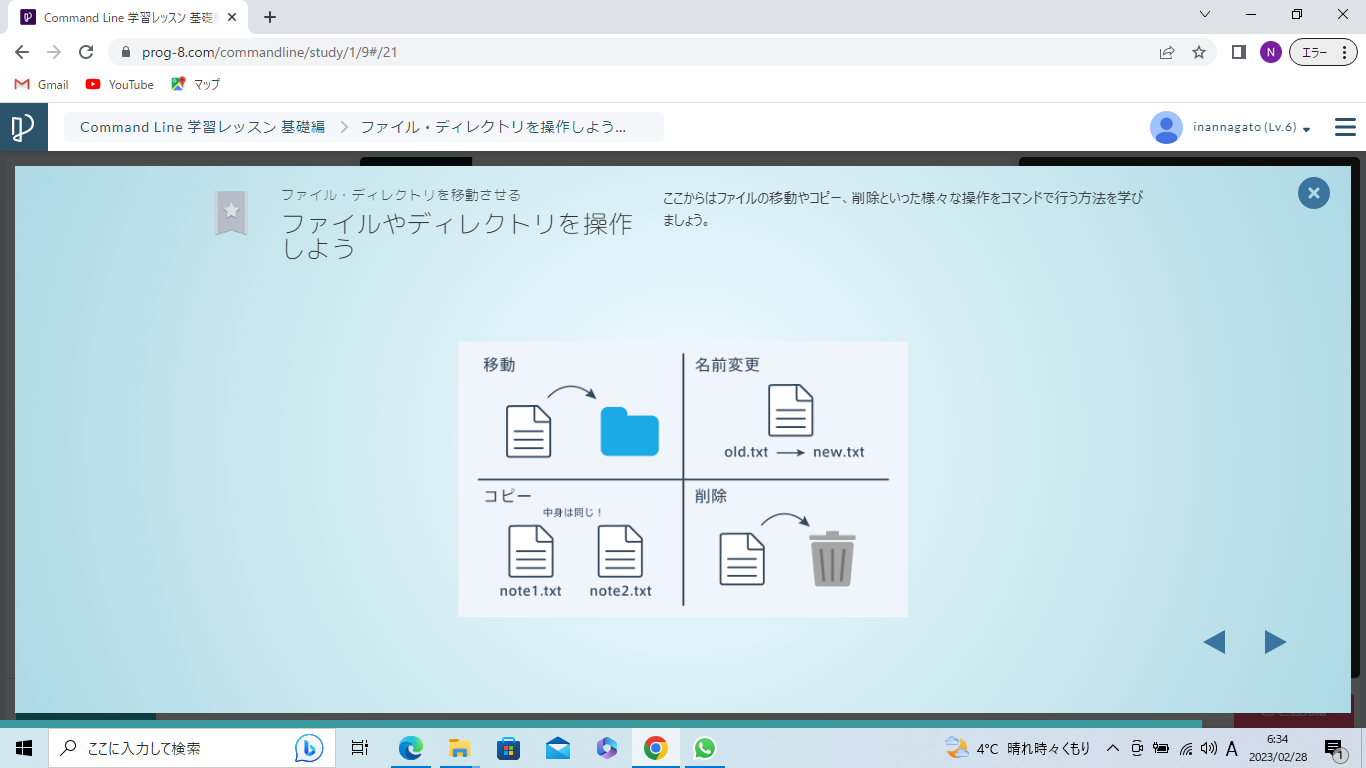 Command Line 学習レッスン 基礎
prog-8.com/commandline/study/1/9#/21
N
エラー
Gmail
YouTube
マップ
Command Line 学習レッスン 基礎編
ファイル・ディレクトリを操作しよう...
inannagato (Lv.6)
ファイル・ディレクトリを移動させる
ファイルやディレクトリを操作
しよう
ここからはファイルの移動やコピー、削除といった様々な操作をコマンドで行う方法を学び
ましょう。
移動
名前変更
old.txt
new.txt
コピー
中身は同じ！
note1.txt
note2.txt
削除
ここに入力して検索
4°C 晴れ時々くもり
A
6:34
2023/02/28
1